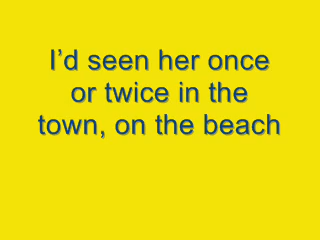 I’d seen her once
or twice in the
town, on the beach